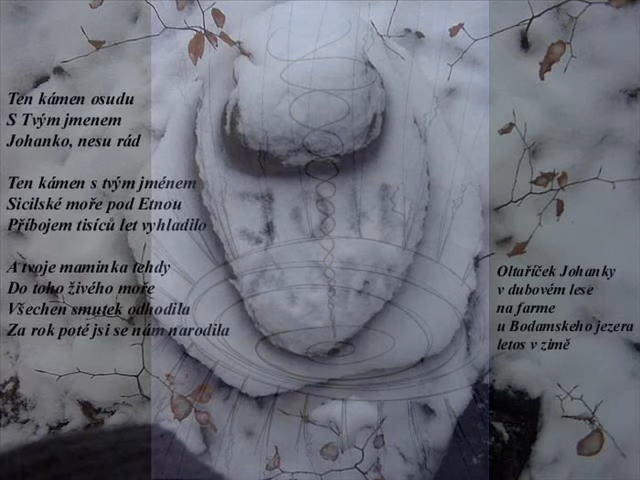 Ten kámen osudu
S Tvým jmenem
Johanko, nesu rád
Ten kámen s tvým jménem
Sicilské moře pod Etnou
Příbojem tisíců let vyhladilo
A tvoje maminka tehdy
Do toho živého moře
Všechen smutek odhodila
Za rok poté jsi se nám narodila
Oltaříček Johanky
v dubovém lese
na farme
u Bodamskeho jezera
letos v zimě